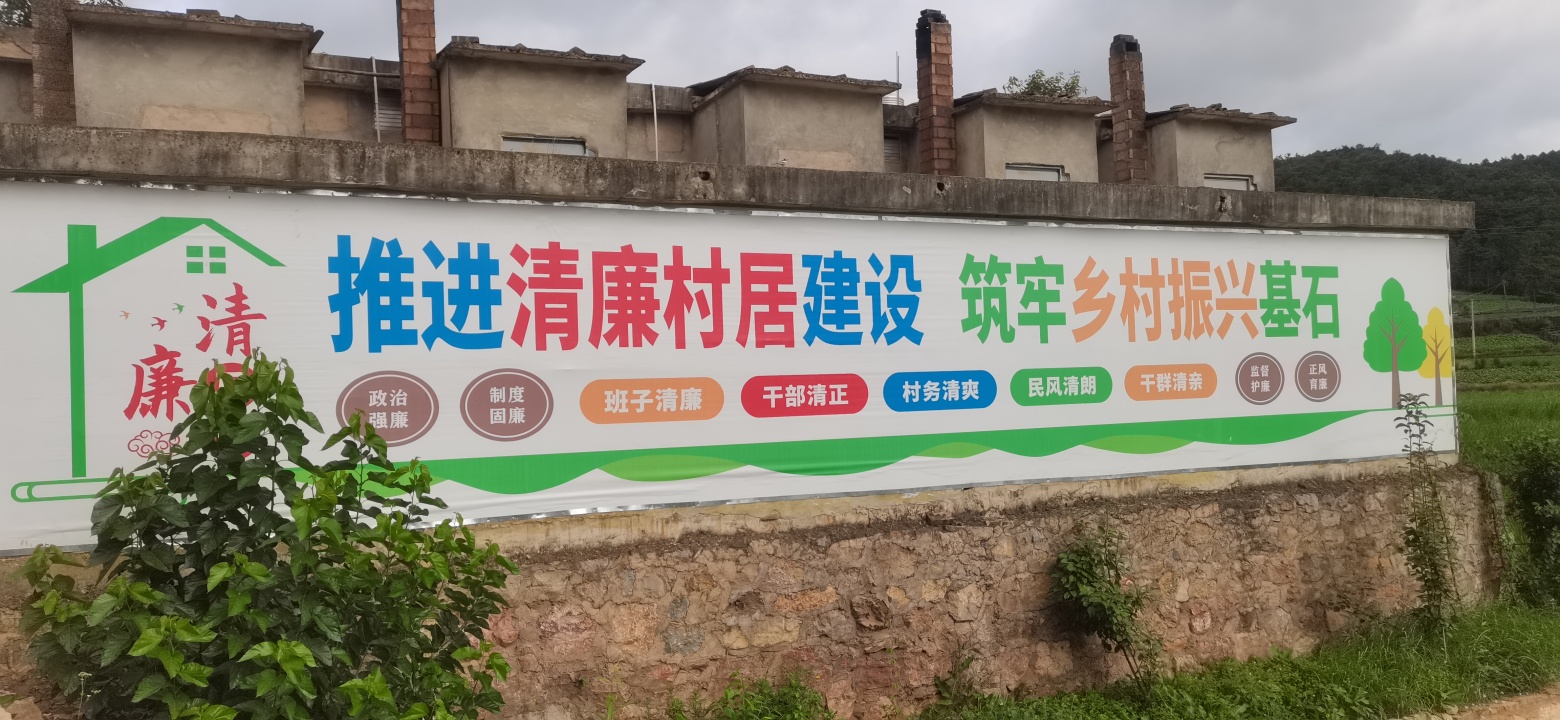 清
廉
推进清廉村居建设 筑牢乡村振兴基石
政治
强廉
制度
固廉
班子清廉
干部清正
村务清爽
民风清朗
干群清亲
监督
护廉
正风
育廉